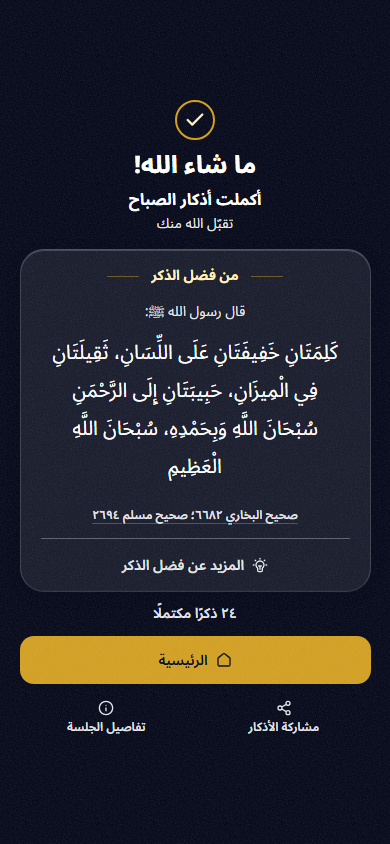 ما شاء الله!
أكملت أذكار الصباح
تقبّل الله منك
من فضل الذكر
قال رسول الله ﷺ:
كَلِمَتَانِ خَفِيفَتَانِ عَلَى اللِّسَانِ، ثَقِيلَتَانِ
فِي الْمِيزَانِ، حَبِيبَتَانِ إِلَى الرَّحْمَنِ
سُبْحَانَ اللَّهِ وَبِحَمْدِهِ، سُبْحَانَ اللَّهِ
الْعَظِيمِ
صحيح البخاري ٦٦٨٢؛ صحيح مسلم ٢٦٩٤
المزيد عن فضل الذكر
٢٤ ذكرًا مكتملًا
الرئيسية
مشاركة الأذكار
تفاصيل الجلسة